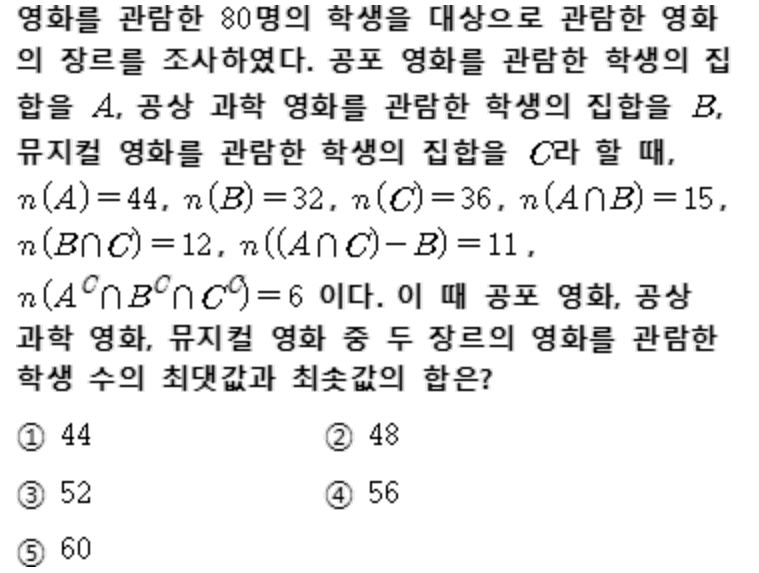 영화를 관람한 80명의 학생을 대상으로 관람한 영화
의 장르를 조사하였다. 공포 영화를 관람한 학생의 집
합을 A, 공상 과학 영화를 관람한 학생의 집합을 B,
뮤지컬 영화를 관람한 학생의 집합을 C라 할 때,
n(A)=44, n(B)=32, n(C)=36, n(A∩B)=15,
n(B∩C)=12, n((A∩C)-B)=11,
n(A^C∩B^C∩C^C)=6 이다. 이 때 공포 영화, 공상
과학 영화, 뮤지컬 영화 중 두 장르의 영화를 관람한
학생 수의 최댓값과 최솟값의 합은?
① 44 ② 48
③ 52 ④ 56
⑤ 60